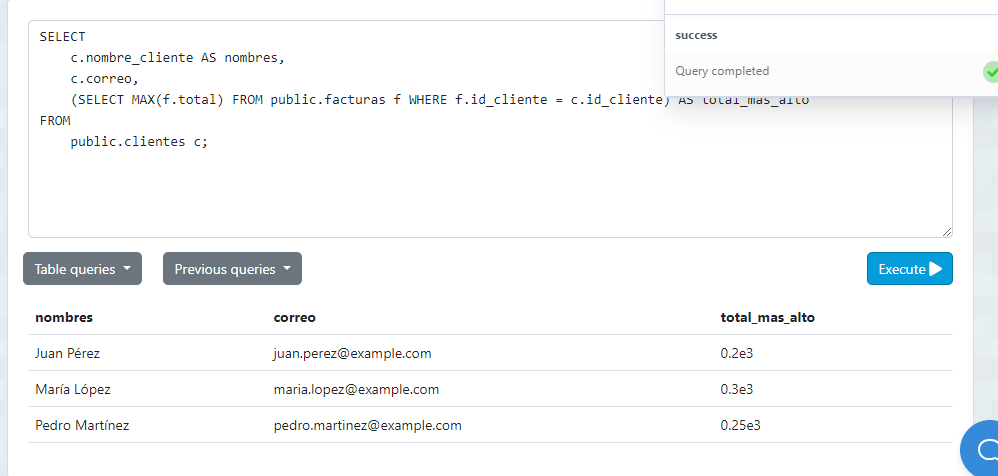 SELECT
c.nombre_cliente AS nombres,
c.correo,
(SELECT MAX(f.total) FROM public.facturas f WHERE f.id_cliente = c.id_cliente) AS total_mas_alto
FROM
public.clientes c;
success
Query completed
Table queries
Previous queries
Execute
nombres correo total_mas_alto
Juan Pérez juan.perez@example.com 0.2e3
María López maria.lopez@example.com 0.3e3
Pedro Martínez pedro.martinez@example.com 0.25e3